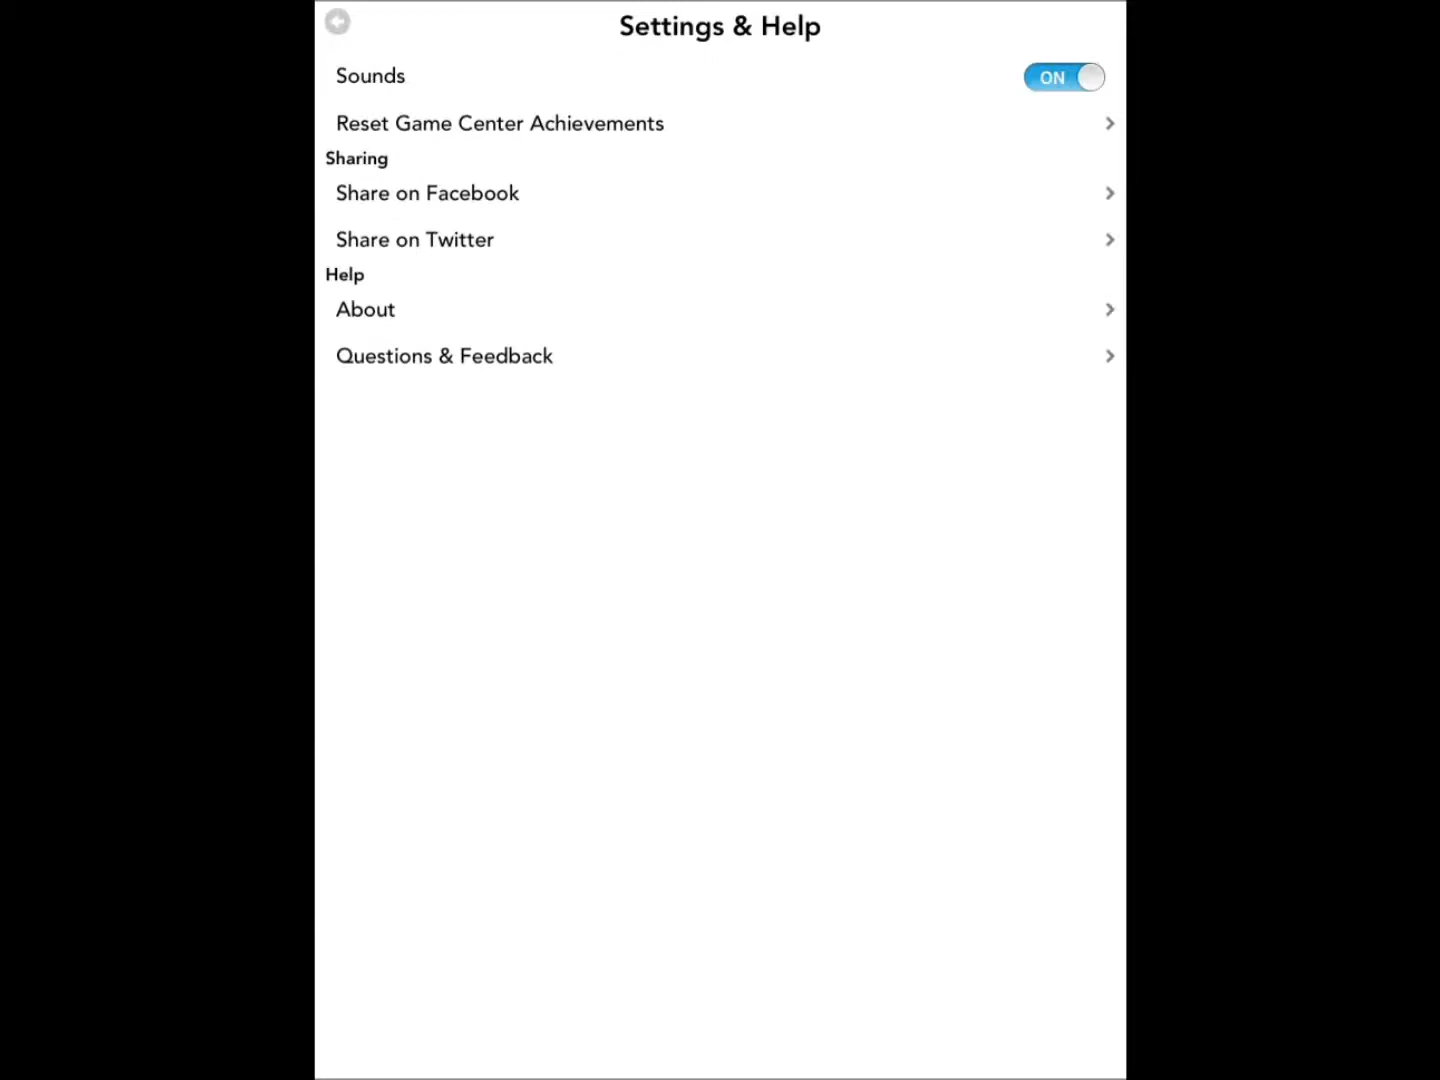 Settings & Help
Sounds
ON
Reset Game Center Achievements
Sharing
Share on Facebook
Share on Twitter
Help
About
Questions & Feedback